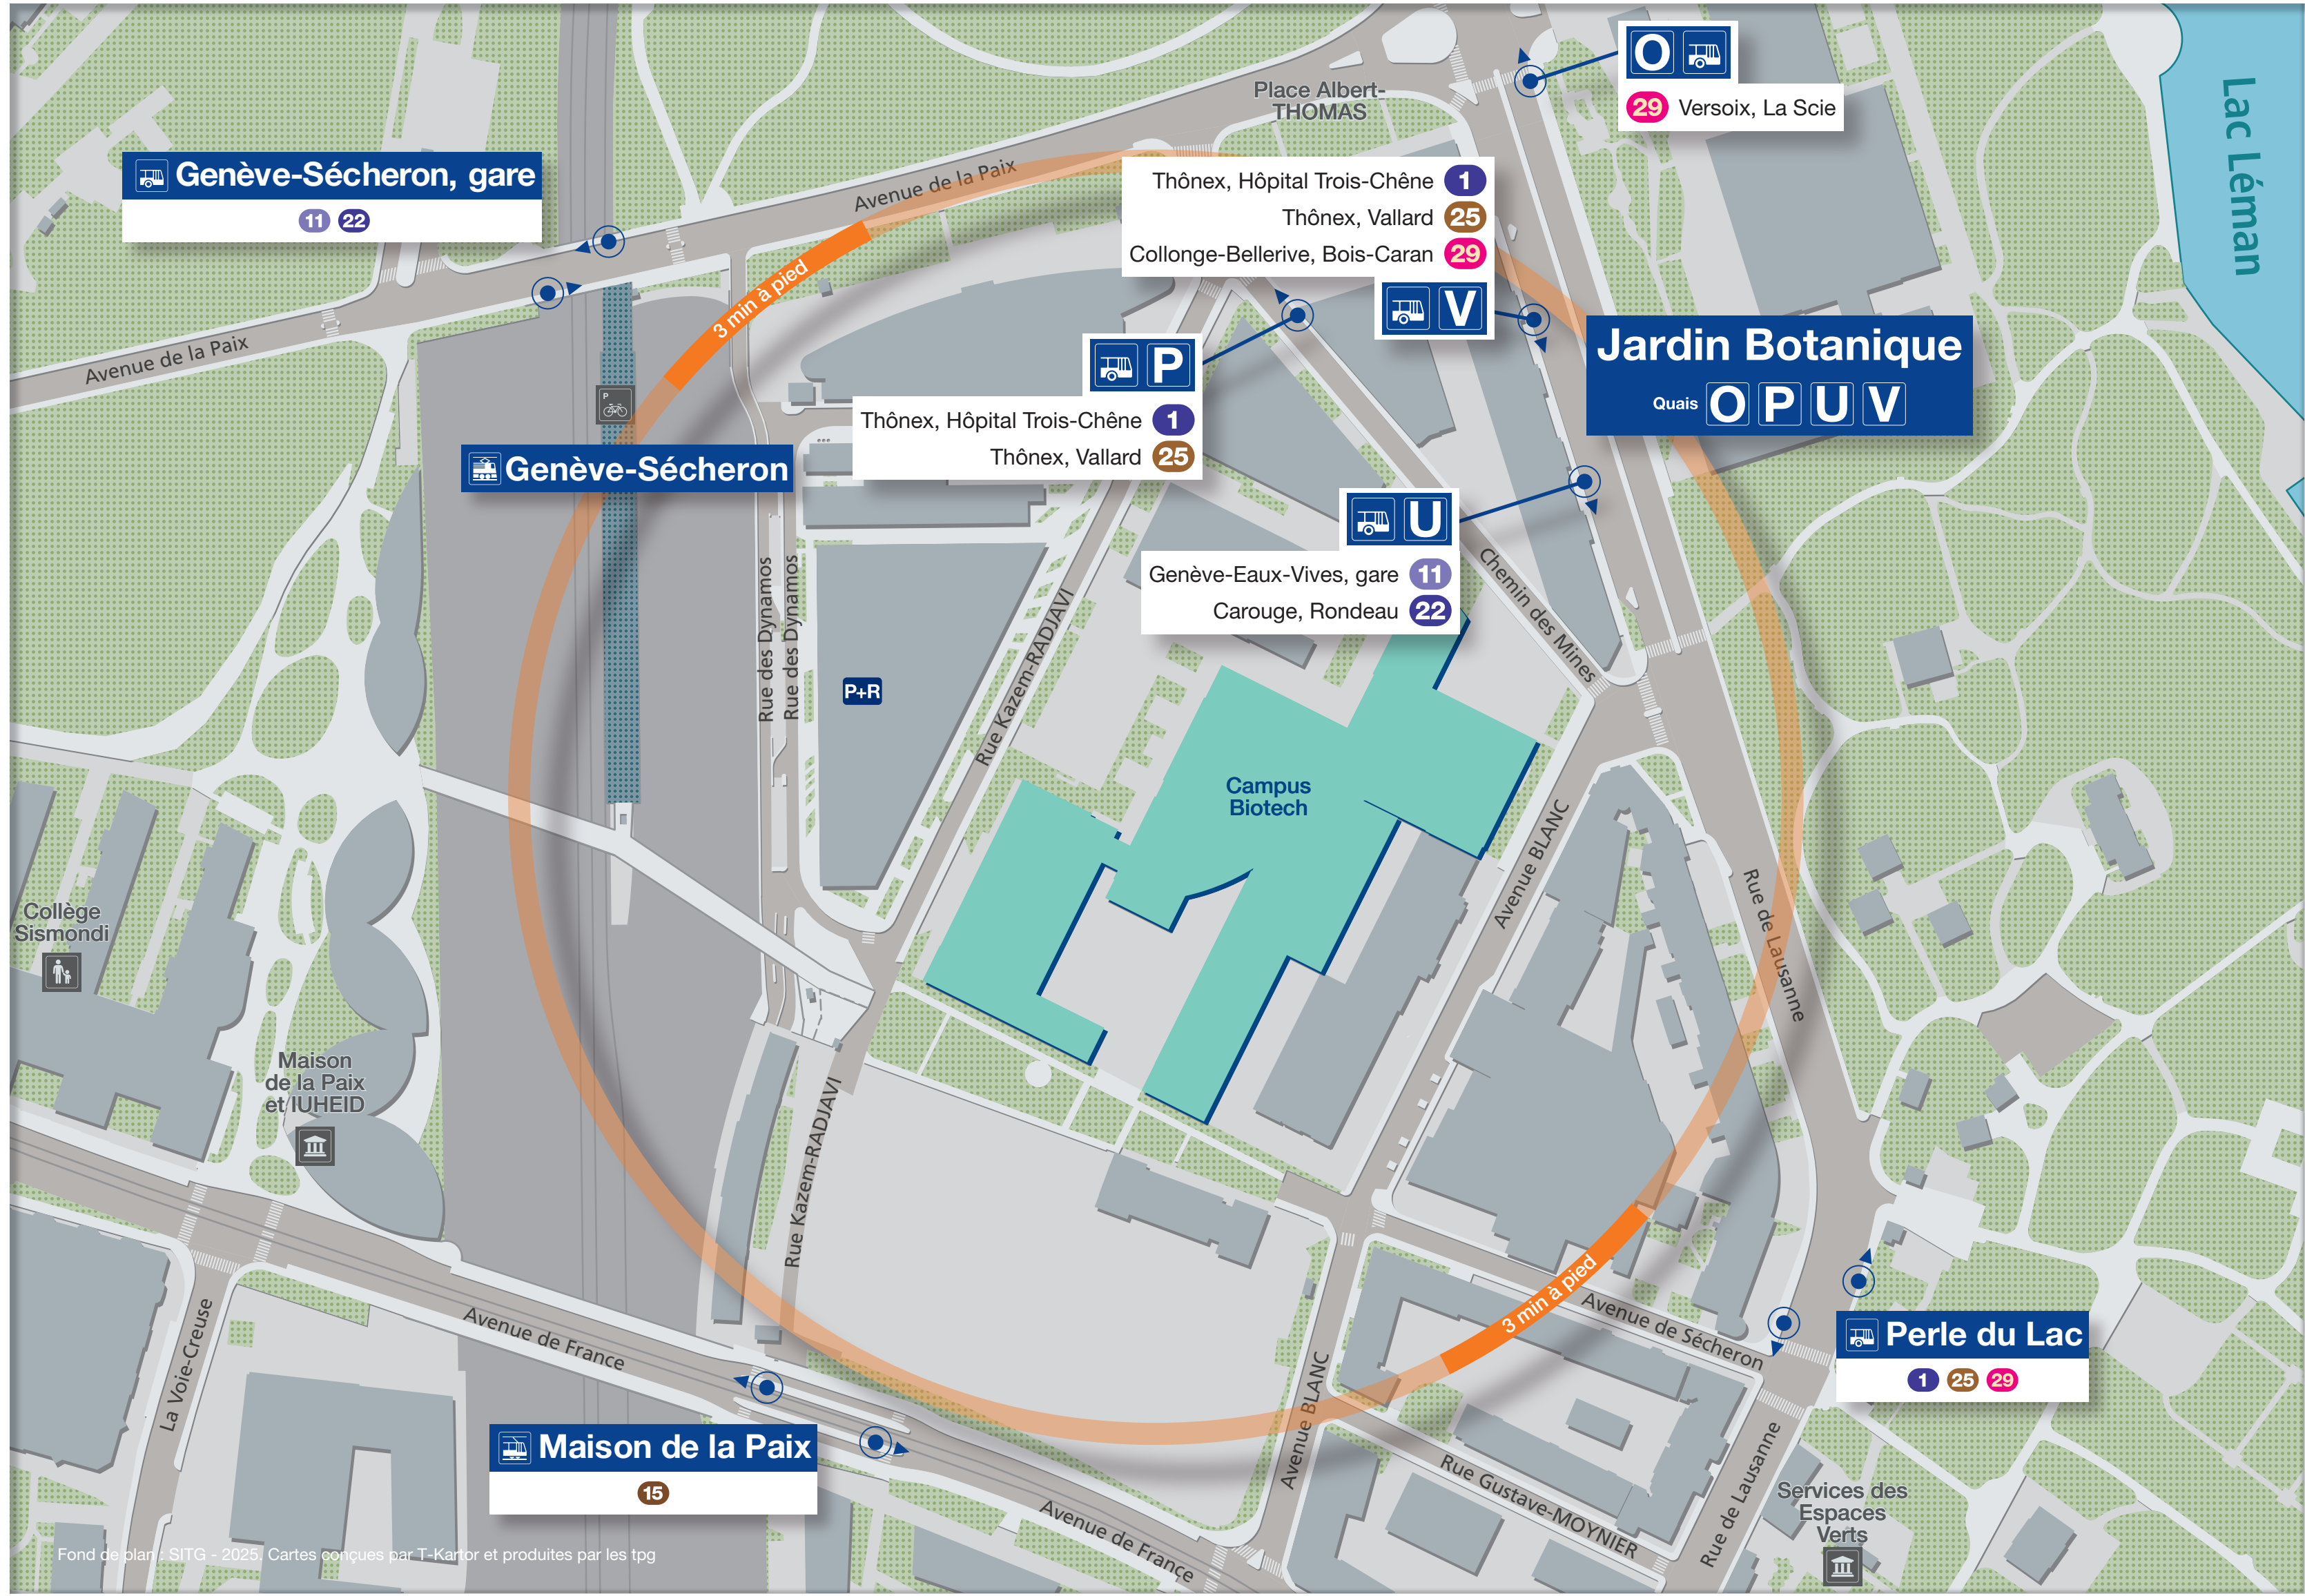 O
29 Versoix, La Scie
Lac Léman
Place Albert-
THOMAS
Genève-Sécheron, gare
11 22
Avenue de la Paix
Thônex, Hôpital Trois-Chêne 1
Thônex, Vallard 25
Collonge-Bellerive, Bois-Caran 29
V
3 min à pied
Avenue de la Paix
Jardin Botanique
Quais O P U V
P
Thônex, Hôpital Trois-Chêne 1
Thônex, Vallard 25
P
Genève-Sécheron
U
Genève-Eaux-Vives, gare 11
Carouge, Rondeau 22
Chemin des Mines
Rue des Dynamos
Rue des Dynamos
Rue Kazem-RADJAVI
P+R
Campus
Biotech
Avenue BLANC
Rue de Lausanne
Collège
Sismondi
Maison
de la Paix
et IUHEID
Rue Kazem-RADJAVI
3 min à pied
Avenue de Sécheron
Perle du Lac
1 25 29
La Voie-Creuse
Avenue de France
Maison de la Paix
15
Avenue BLANC
Rue Gustave-MOYNIER
Rue de Lausanne
Services des
Espaces
Verts
Avenue de France
Fond de plan : SITG - 2025. Cartes conçues par T-Kartor et produites par les tpg